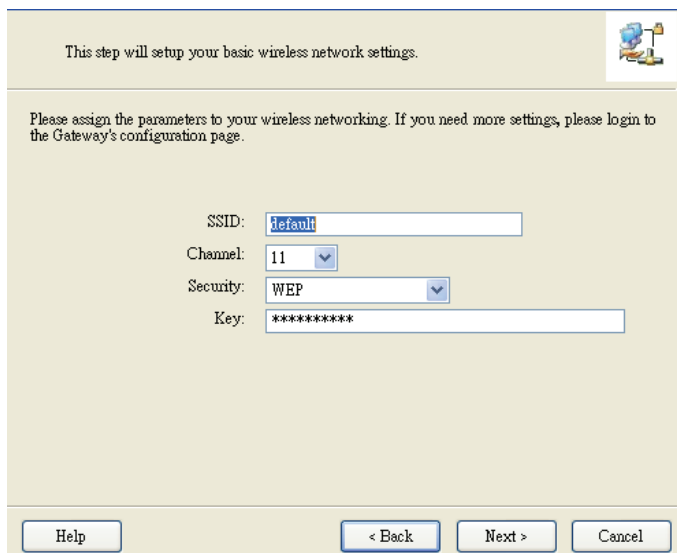 This step will setup your basic wireless network settings.
Please assign the parameters to your wireless networking. If you need more settings, please login to
the Gateway's configuration page.
SSID: default
Channel: 11
Security: WEP
Key: **********
Help < Back Next > Cancel